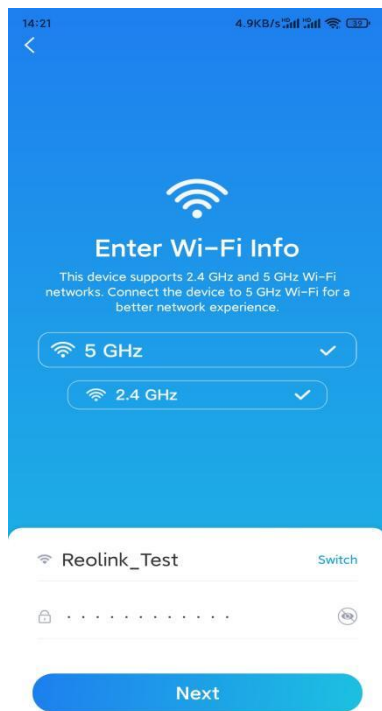 14:21 4.9KB/s 39
Enter Wi-Fi Info
This device supports 2.4 GHz and 5 GHz Wi-Fi
networks. Connect the device to 5 GHz Wi-Fi for a
better network experience.
5 GHz
2.4 GHz
Reolink_Test Switch
············
Next